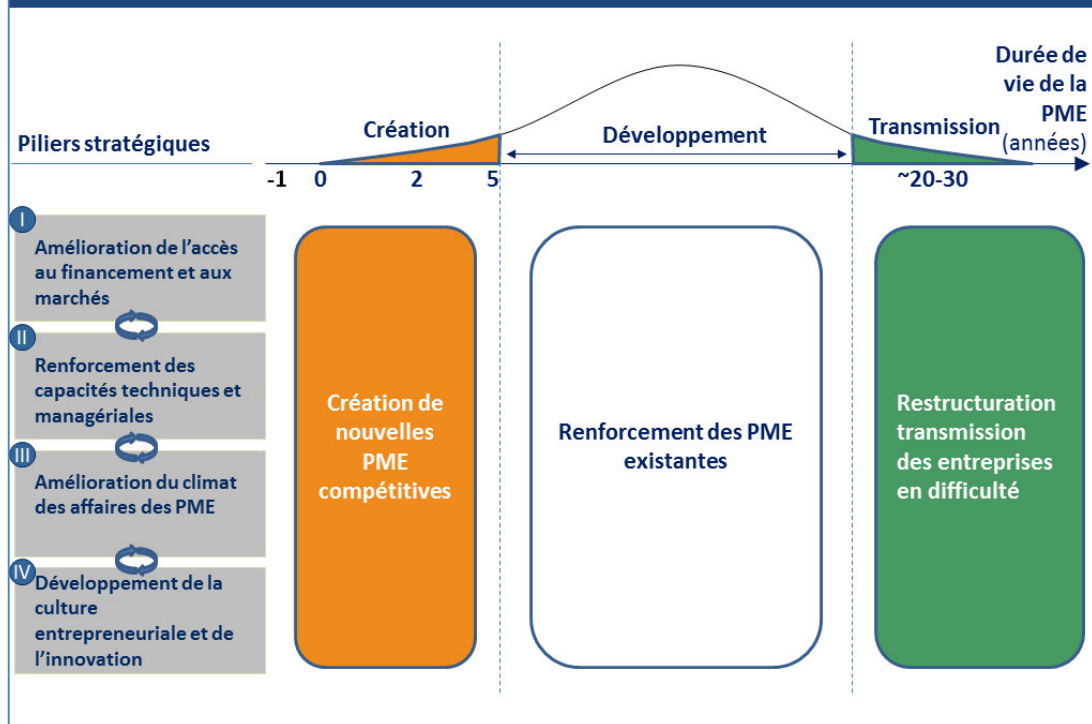 Durée de
vie de la
PME
(années)
Création
Développement
Transmission
Piliers stratégiques
-1 0 2 5 ~20-30
I
Amélioration de l'accès
au financement et aux
marchés
II
Renforcement des
capacités techniques et
managériales
III
Amélioration du climat
des affaires des PME
IV
Développement de la
culture
entrepreneuriale et de
l'innovation
Création de
nouvelles
PME
compétitives
Renforcement des PME
existantes
Restructuration
transmission
des entreprises
en difficulté